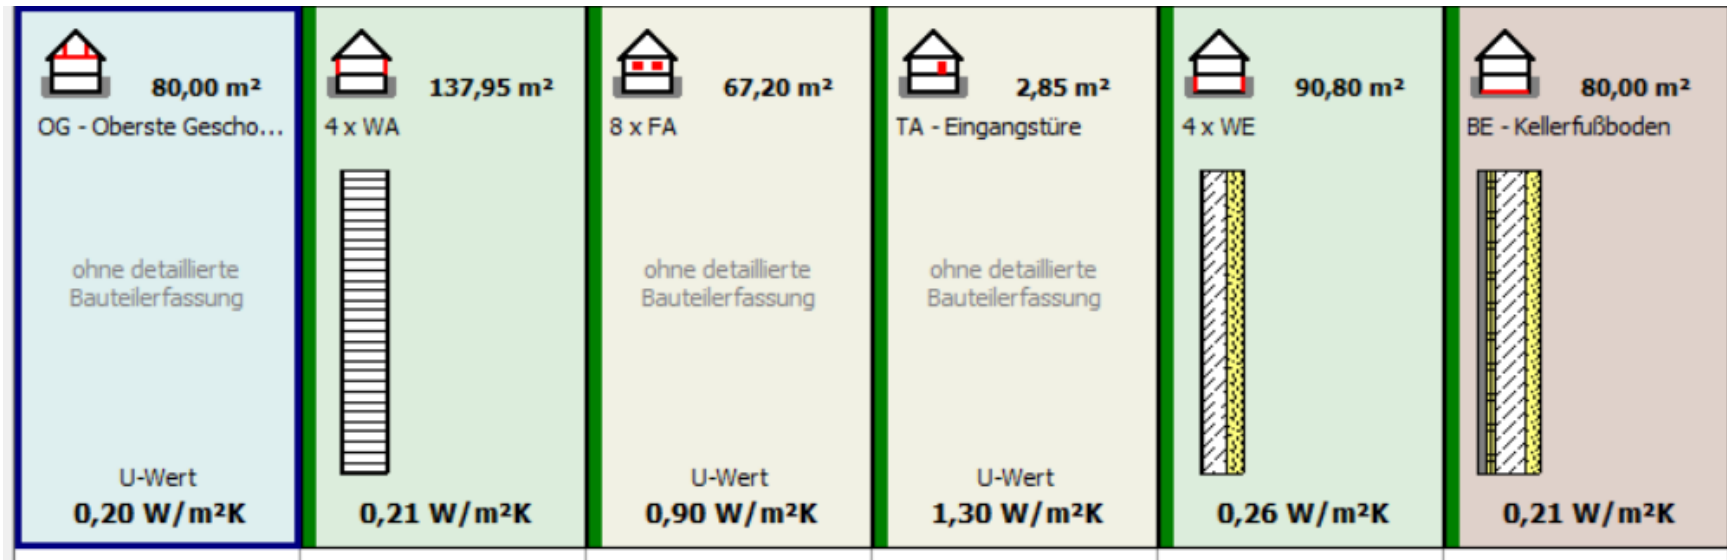 80,00 m²
OG - Oberste Gescho...
ohne detaillierte
Bauteilerfassung
U-Wert
0,20 W/m²K
137,95 m²
4 x WA
0,21 W/m²K
67,20 m²
8 x FA
ohne detaillierte
Bauteilerfassung
U-Wert
0,90 W/m²K
2,85 m²
TA - Eingangstüre
ohne detaillierte
Bauteilerfassung
U-Wert
1,30 W/m²K
90,80 m²
4 x WE
0,26 W/m²K
80,00 m²
BE - Kellerfußboden
0,21 W/m²K